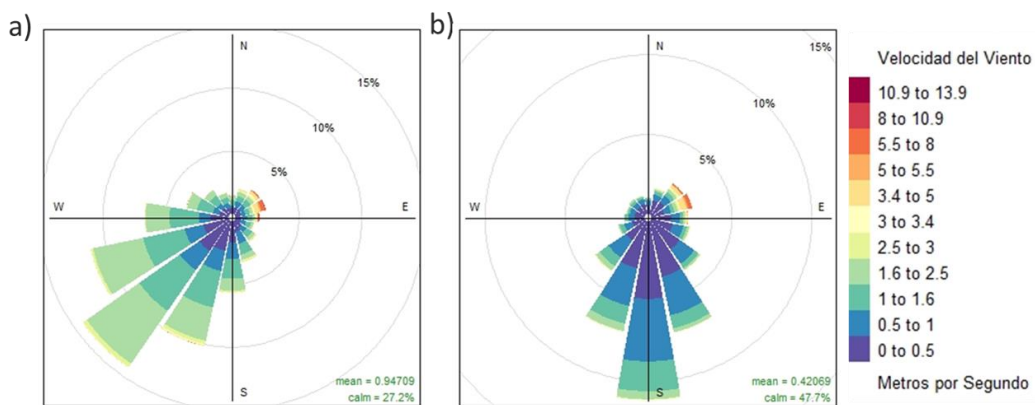 a)
N
15%
10%
5%
W
E
S
mean = 0.94709
calm = 27.2%
b)
N
15%
10%
5%
W
E
S
mean = 0.42069
calm = 47.7%
Velocidad del Viento
10.9 to 13.9
8 to 10.9
5.5 to 8
5 to 5.5
3.4 to 5
3 to 3.4
2.5 to 3
1.6 to 2.5
1 to 1.6
0.5 to 1
0 to 0.5
Metros por Segundo